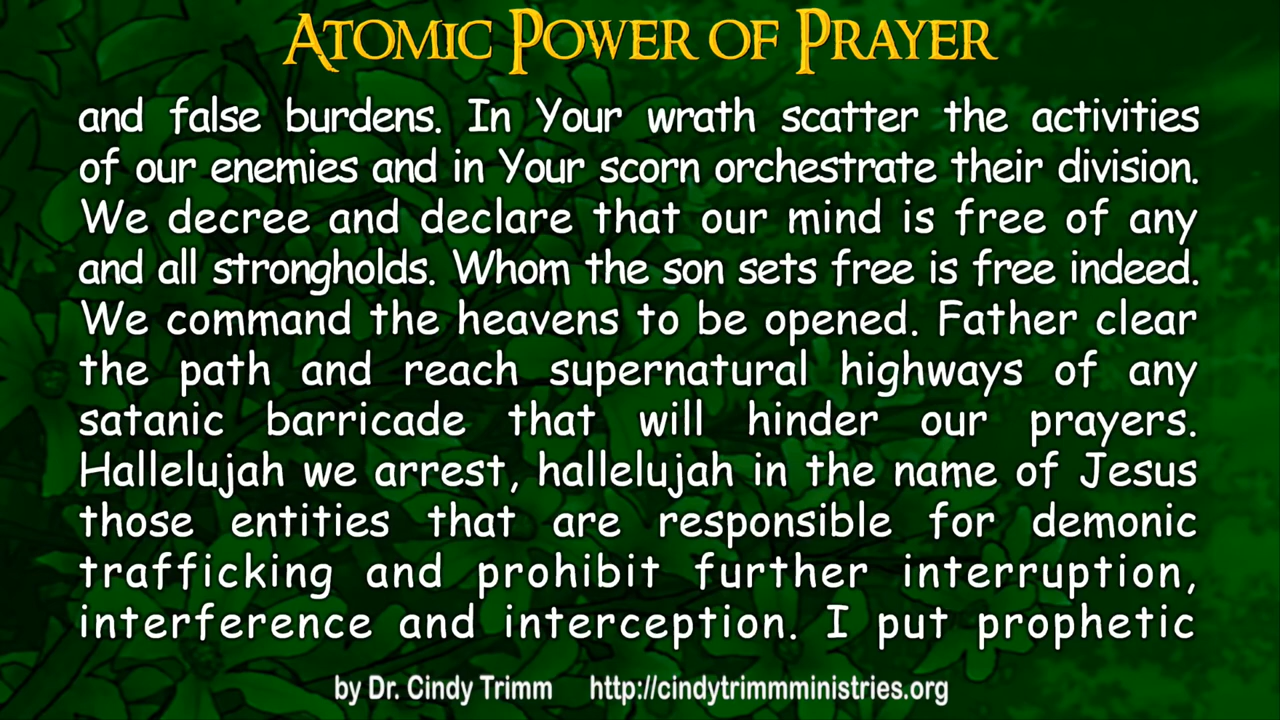 Atomic Power of Prayer
and false burdens. In Your wrath scatter the activities
of our enemies and in Your scorn orchestrate their division.
We decree and declare that our mind is free of any
and all strongholds. Whom the son sets free is free indeed.
We command the heavens to be opened. Father clear
the path and reach supernatural highways of any
satanic barricade that will hinder our prayers.
Hallelujah we arrest, hallelujah in the name of Jesus
those entities that are responsible for demonic
trafficking and prohibit further interruption,
interference and interception. I put prophetic
by Dr. Cindy Trimm http://cindytrimmministries.org